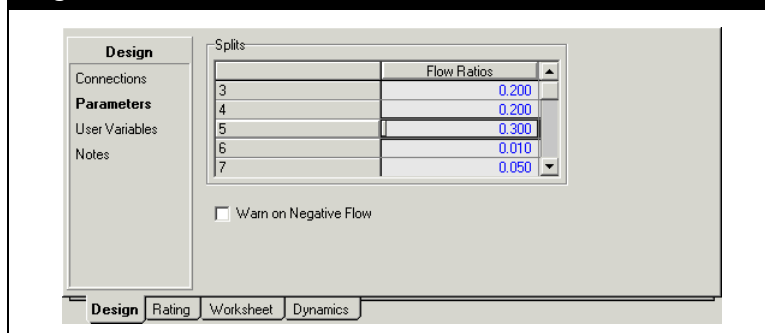 Design
Connections
Parameters
User Variables
Notes
Splits
Flow Ratios
3 0.200
4 0.200
5 0.300
6 0.010
7 0.050
Warn on Negative Flow
Design Rating Worksheet Dynamics